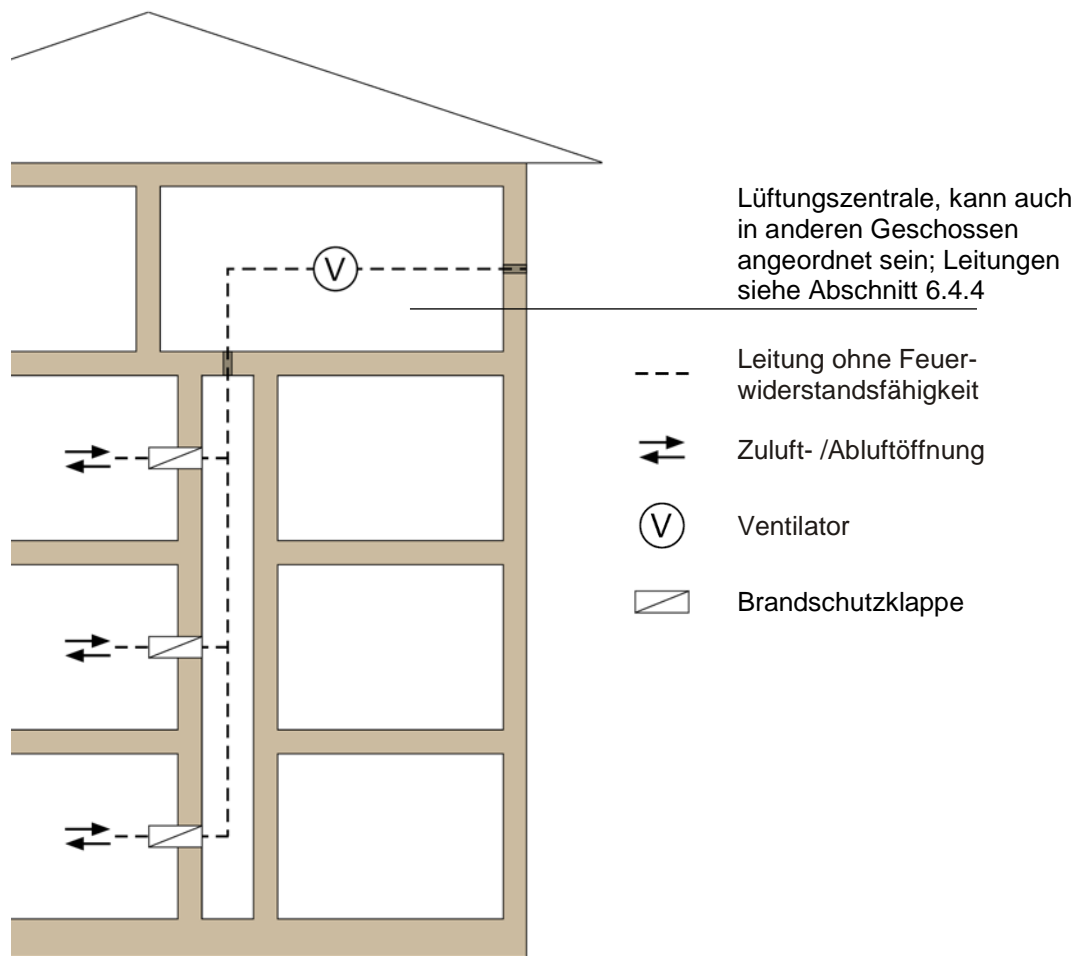 Lüftungszentrale, kann auch
in anderen Geschossen
angeordnet sein; Leitungen
siehe Abschnitt 6.4.4
V
Leitung ohne Feuer-
widerstandsfähigkeit
Zuluft- /Abluftöffnung
V Ventilator
Brandschutzklappe